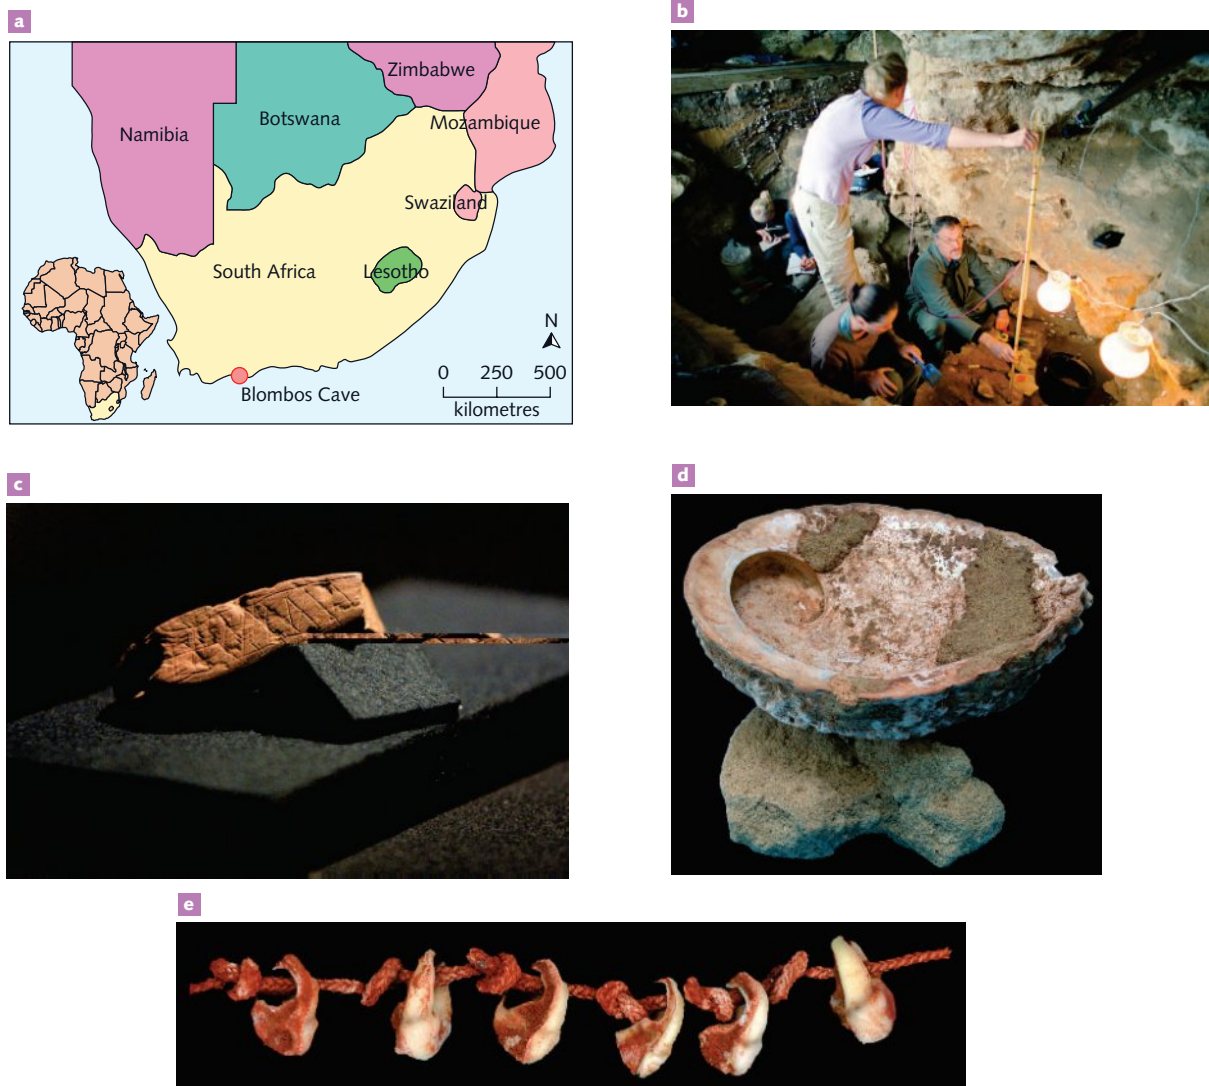 a
Zimbabwe
Botswana
Mozambique
Namibia
Swaziland
South Africa
Lesotho
N
0 250 500
kilometres
Blombos Cave
b
c
d
e